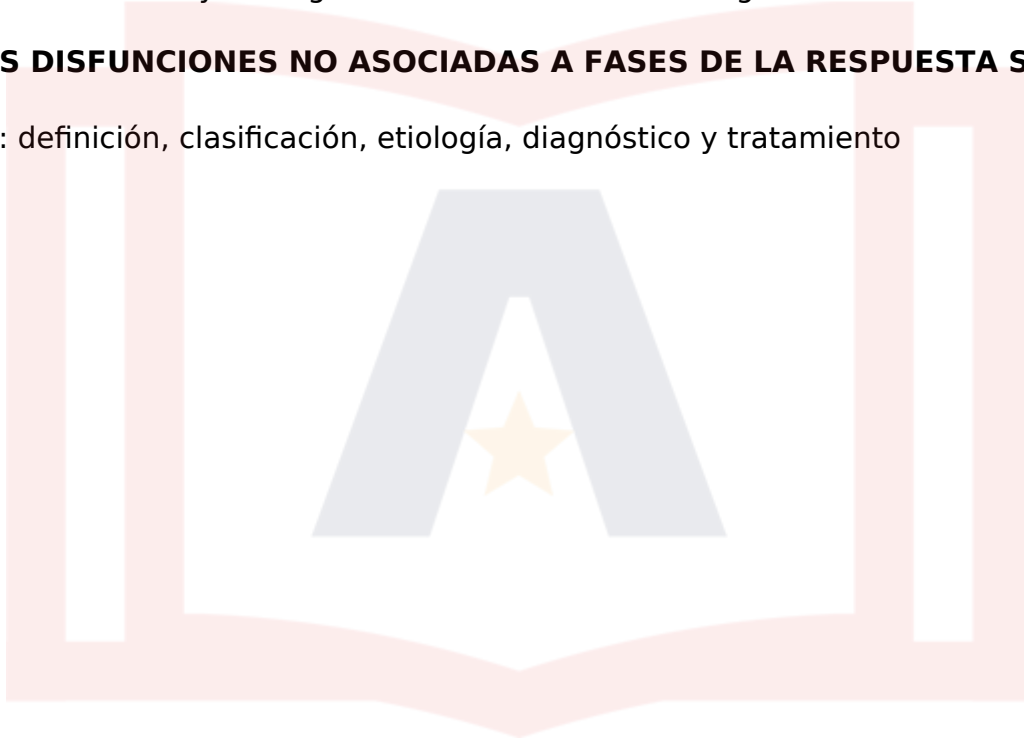 S DISFUNCIONES NO ASOCIADAS A FASES DE LA RESPUESTA S
: definición, clasificación, etiología, diagnóstico y tratamiento